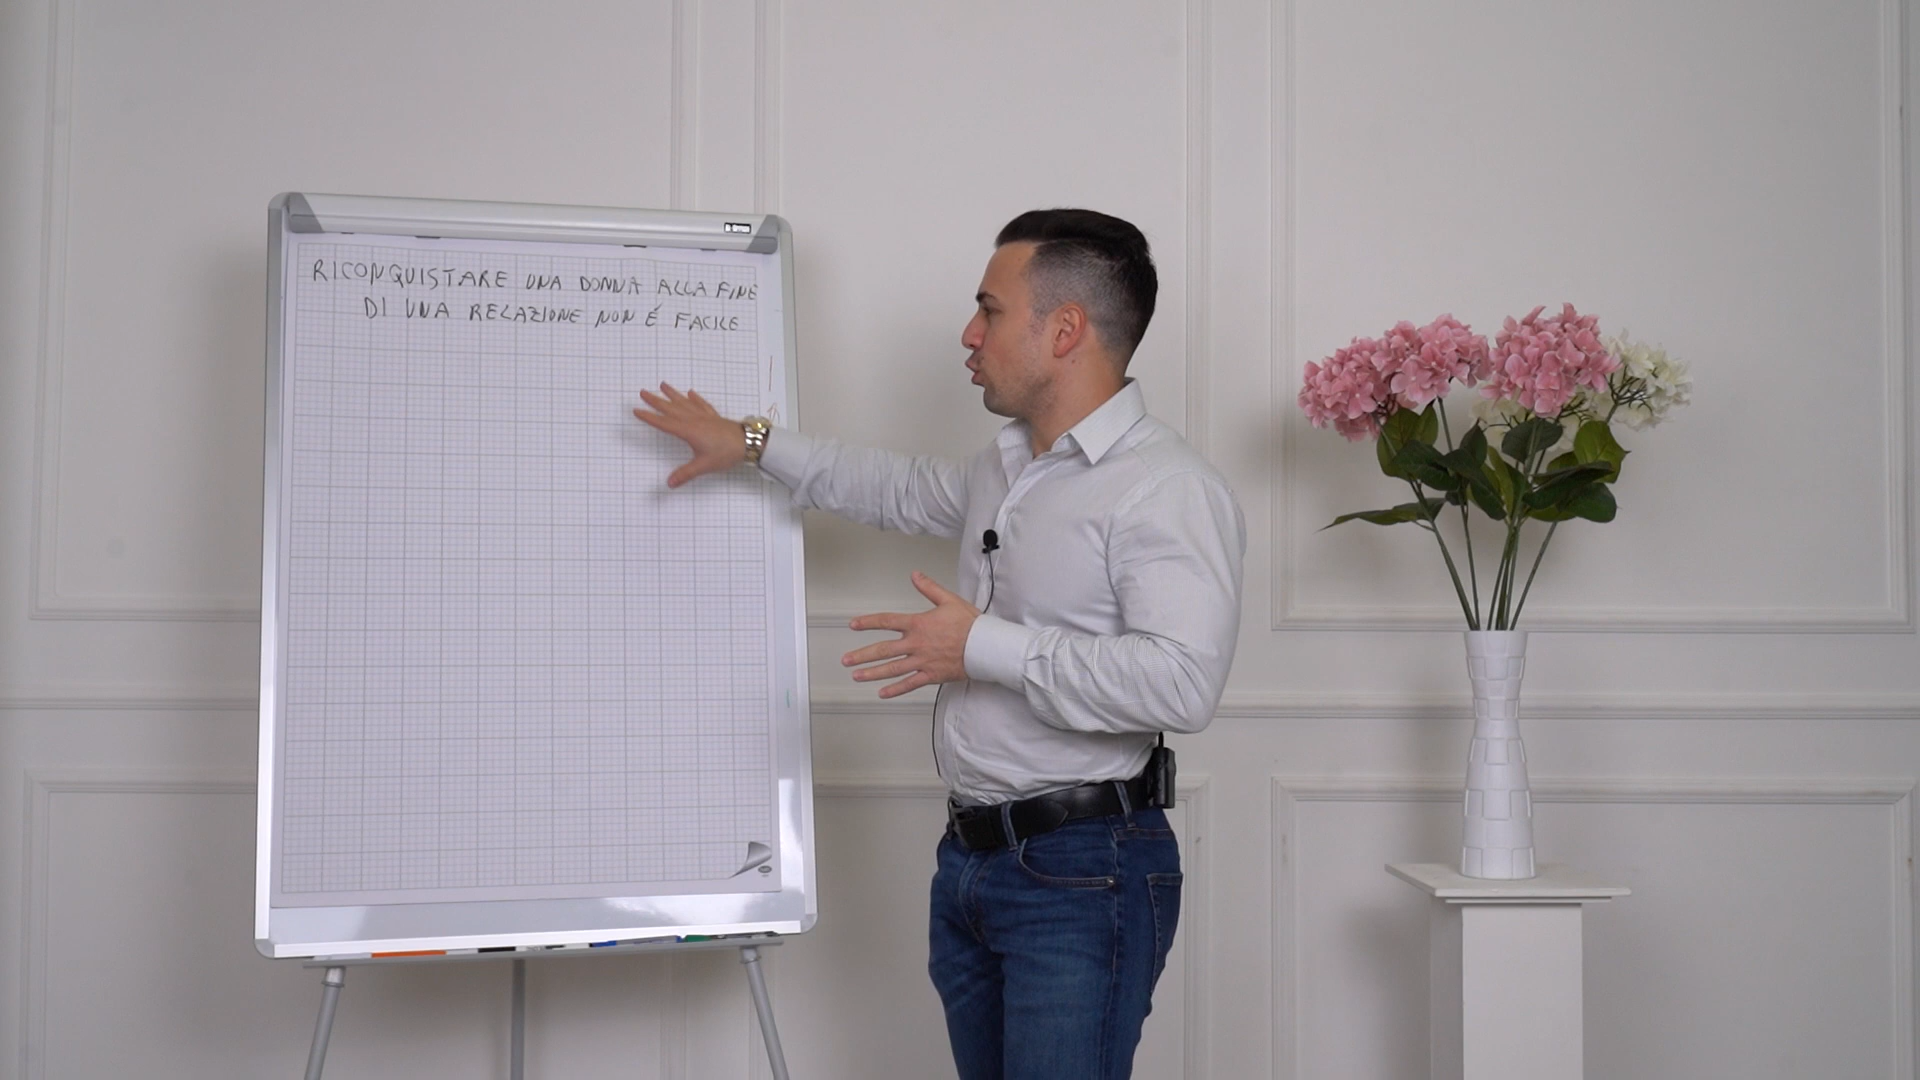 RICONQUISTARE UNA DONNA ALLA FINE
DI UNA RELAZIONE NON É FACILE